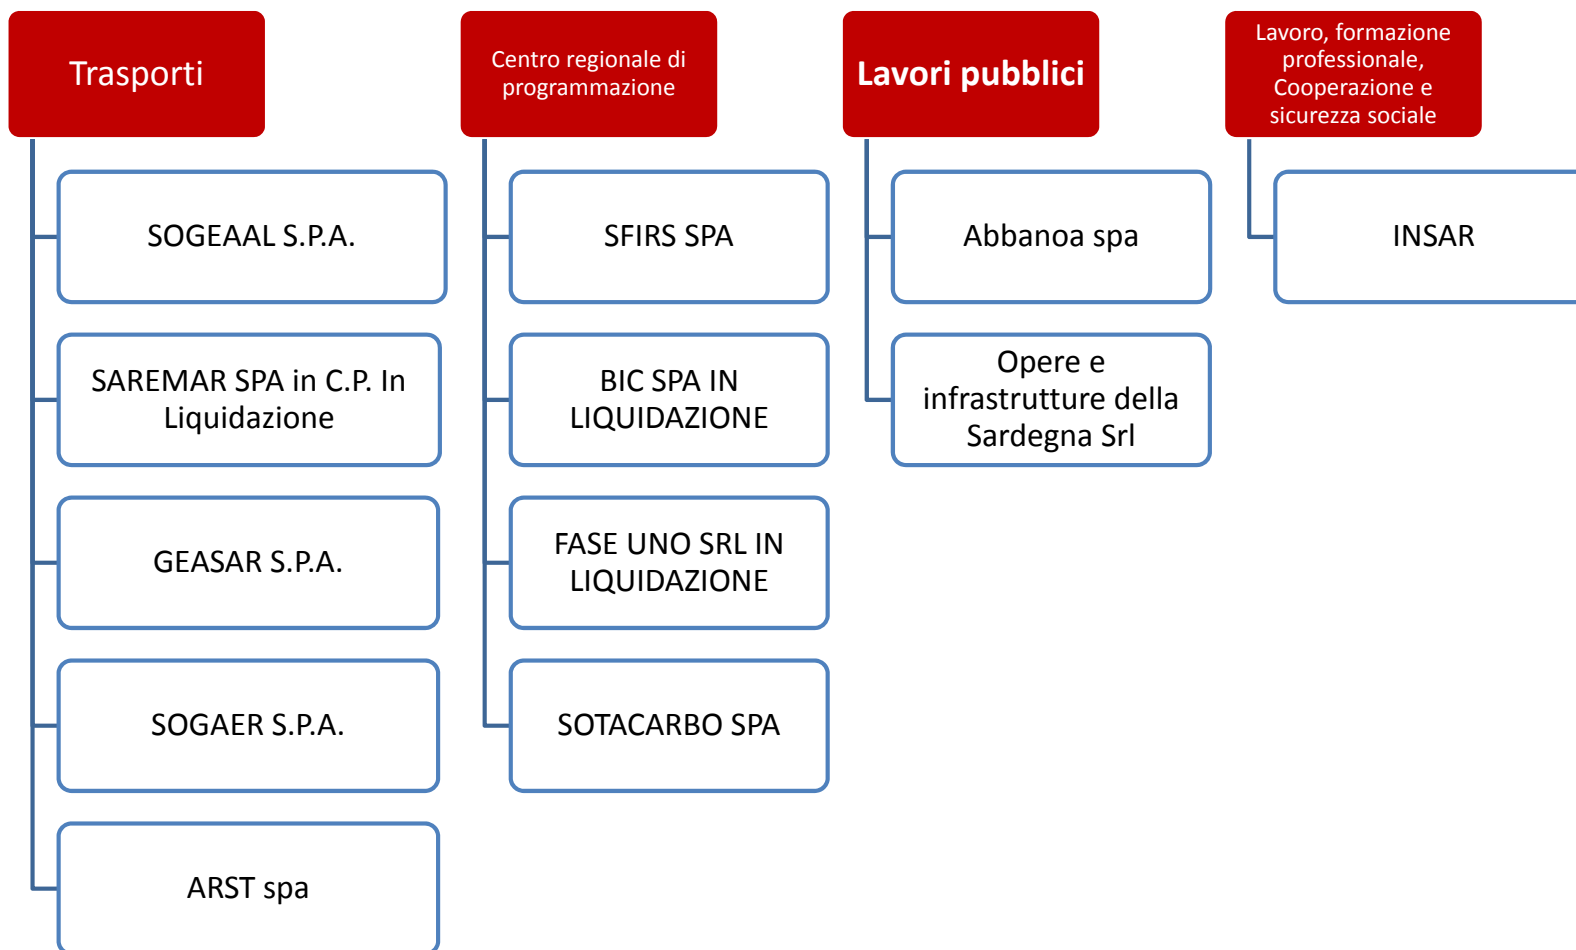 Trasporti
SOGEAAL S.P.A.
SAREMAR SPA in C.P. In
Liquidazione
GEASAR S.P.A.
SOGAER S.P.A.
ARST spa
Centro regionale di
programmazione
SFIRS SPA
BIC SPA IN
LIQUIDAZIONE
FASE UNO SRL IN
LIQUIDAZIONE
SOTACARBO SPA
Lavori pubblici
Abbanoa spa
Opere e
infrastrutture della
Sardegna Srl
Lavoro, formazione
professionale,
Cooperazione e
sicurezza sociale
INSAR